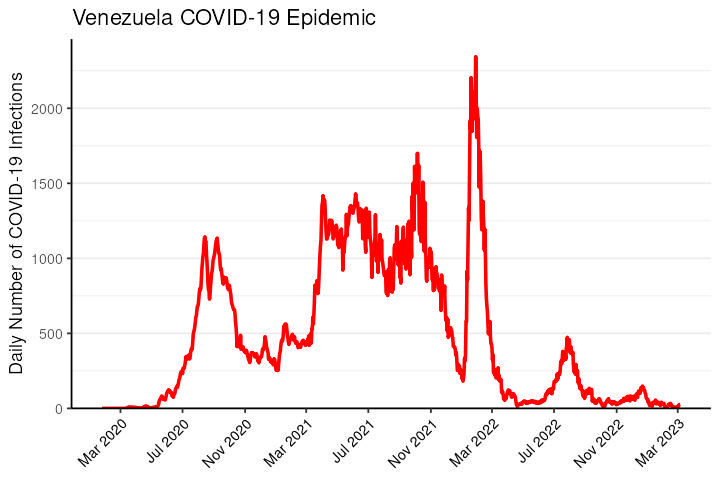 Venezuela COVID-19 Epidemic
Daily Number of COVID-19 Infections
2000
1500
1000
500
0
Mar 2020
Jul 2020
Nov 2020
Mar 2021
Jul 2021
Nov 2021
Mar 2022
Jul 2022
Nov 2022
Mar 2023